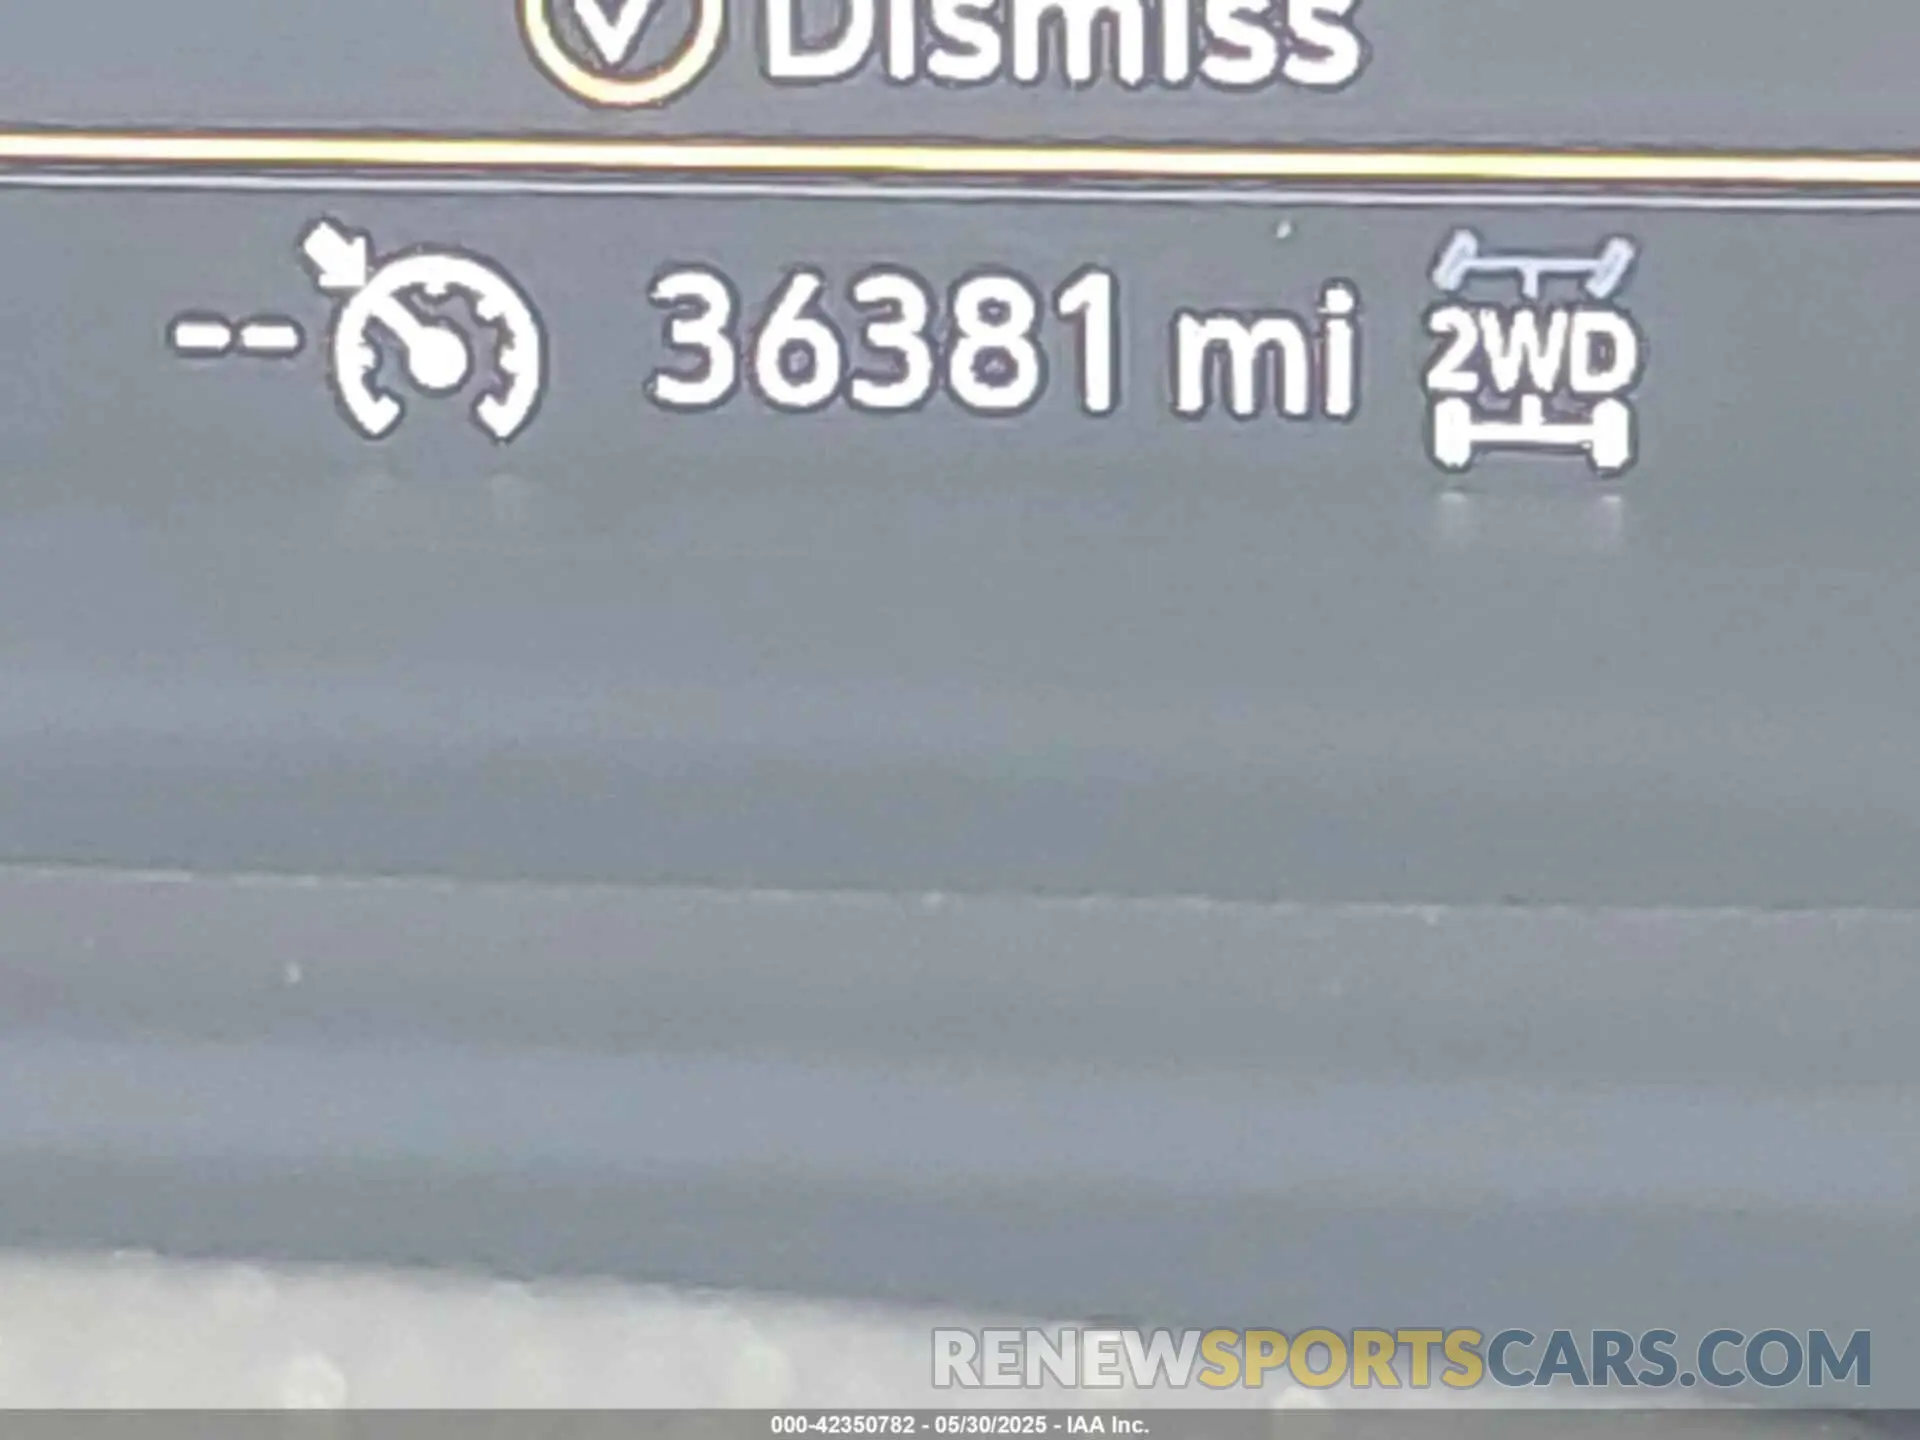 Dismiss
-- 36381 mi 2WD
RENEWSPORTSCARS.COM
000-42350782 - 05/30/2025 - IAA Inc.